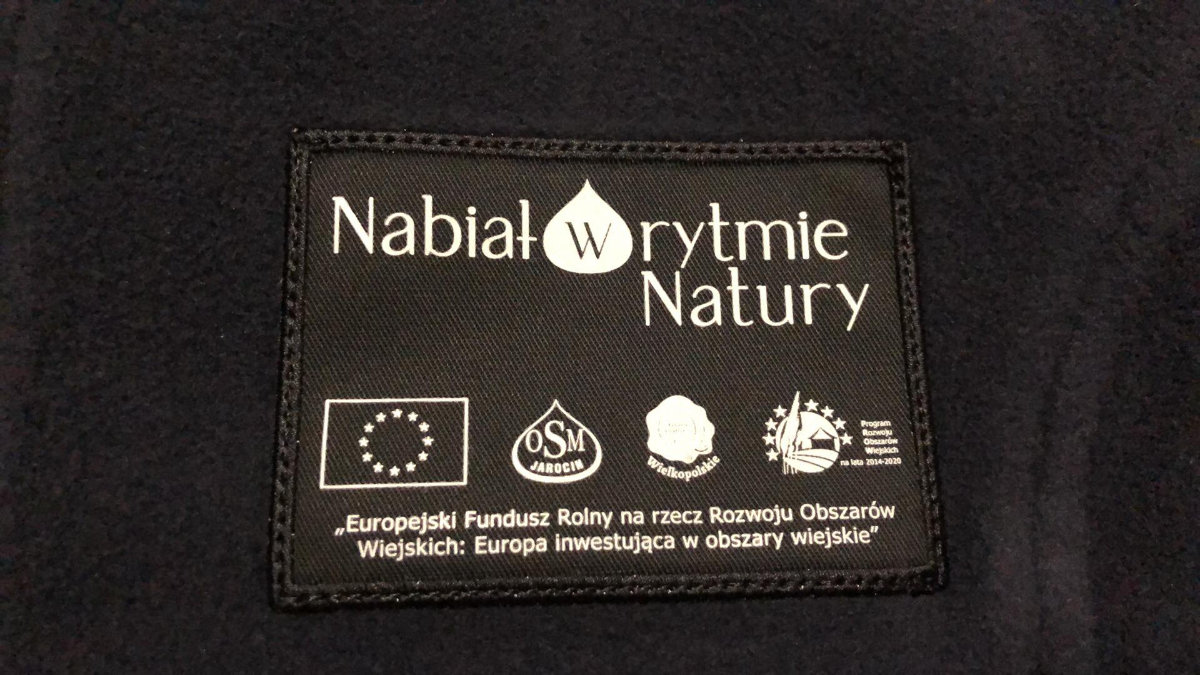 Nabiał w rytmie
Natury
OSM
JAROCIN
Wielkopolskie
Program
Rozwoju
Obszarów
Wiejskich
na lata 2014-2020
„Europejski Fundusz Rolny na rzecz Rozwoju Obszarów
Wiejskich: Europa inwestująca w obszary wiejskie”